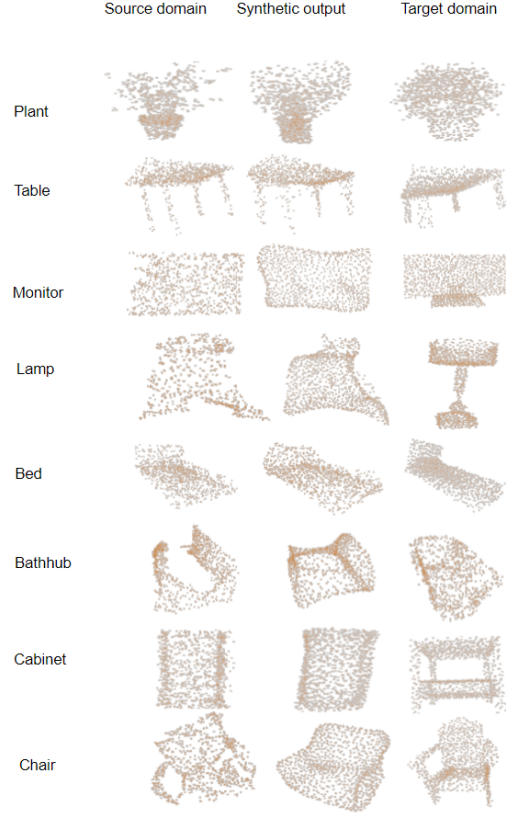 Source domain Synthetic output Target domain
Plant
Table
Monitor
Lamp
Bed
Bathhub
Cabinet
Chair